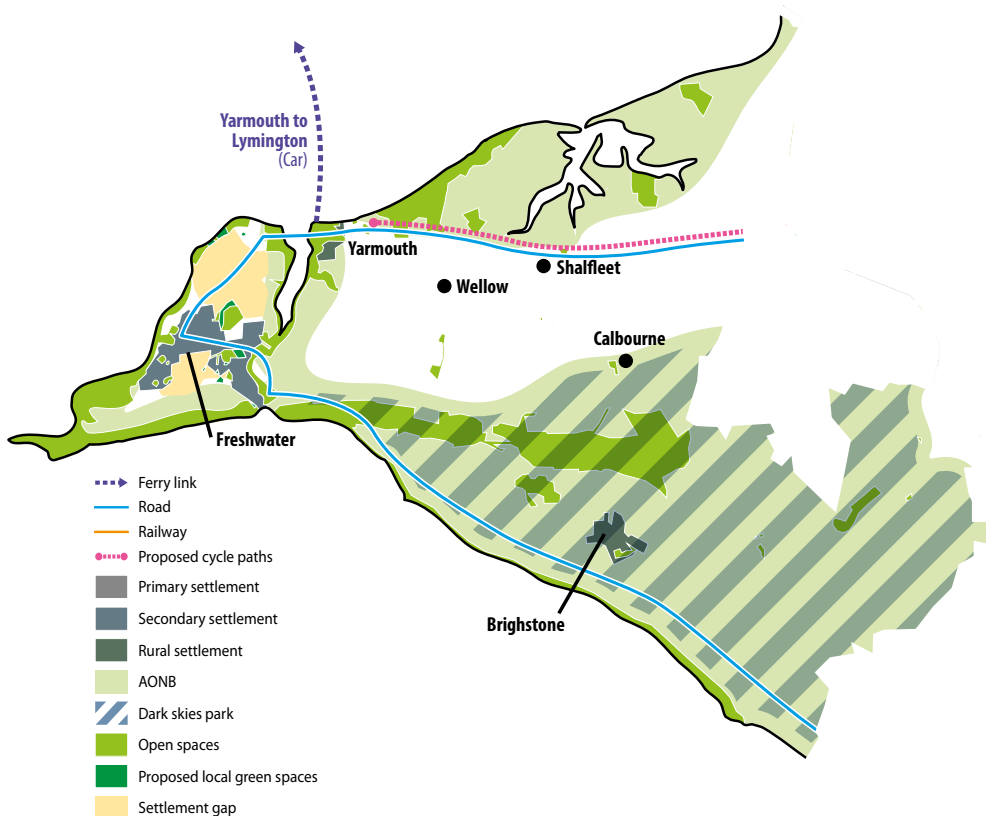 Yarmouth to
Lymington
(Car)
Yarmouth
Shalfleet
Wellow
Calbourne
Freshwater
Brighstone
Ferry link
Road
Railway
Proposed cycle paths
Primary settlement
Secondary settlement
Rural settlement
AONB
Dark skies park
Open spaces
Proposed local green spaces
Settlement gap